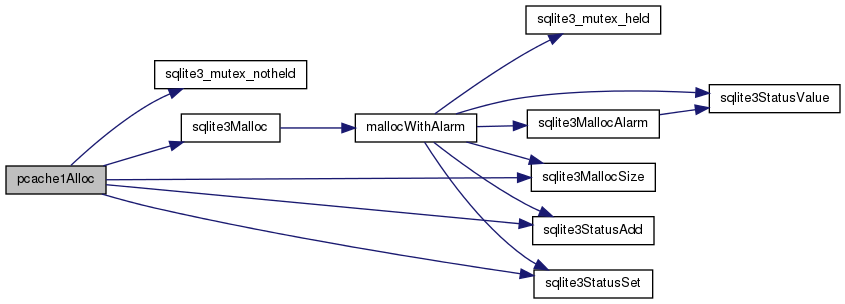 sqlite3_mutex_held
sqlite3_mutex_notheld
sqlite3StatusValue
sqlite3Malloc
mallocWithAlarm
sqlite3MallocAlarm
pcache1Alloc
sqlite3MallocSize
sqlite3StatusAdd
sqlite3StatusSet